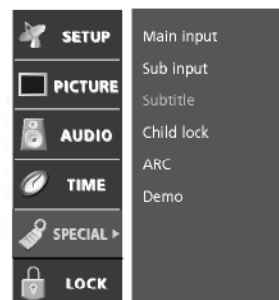 SETUP
PICTURE
AUDIO
TIME
SPECIAL
LOCK
Main input
Sub input
Subtitle
Child lock
ARC
Demo